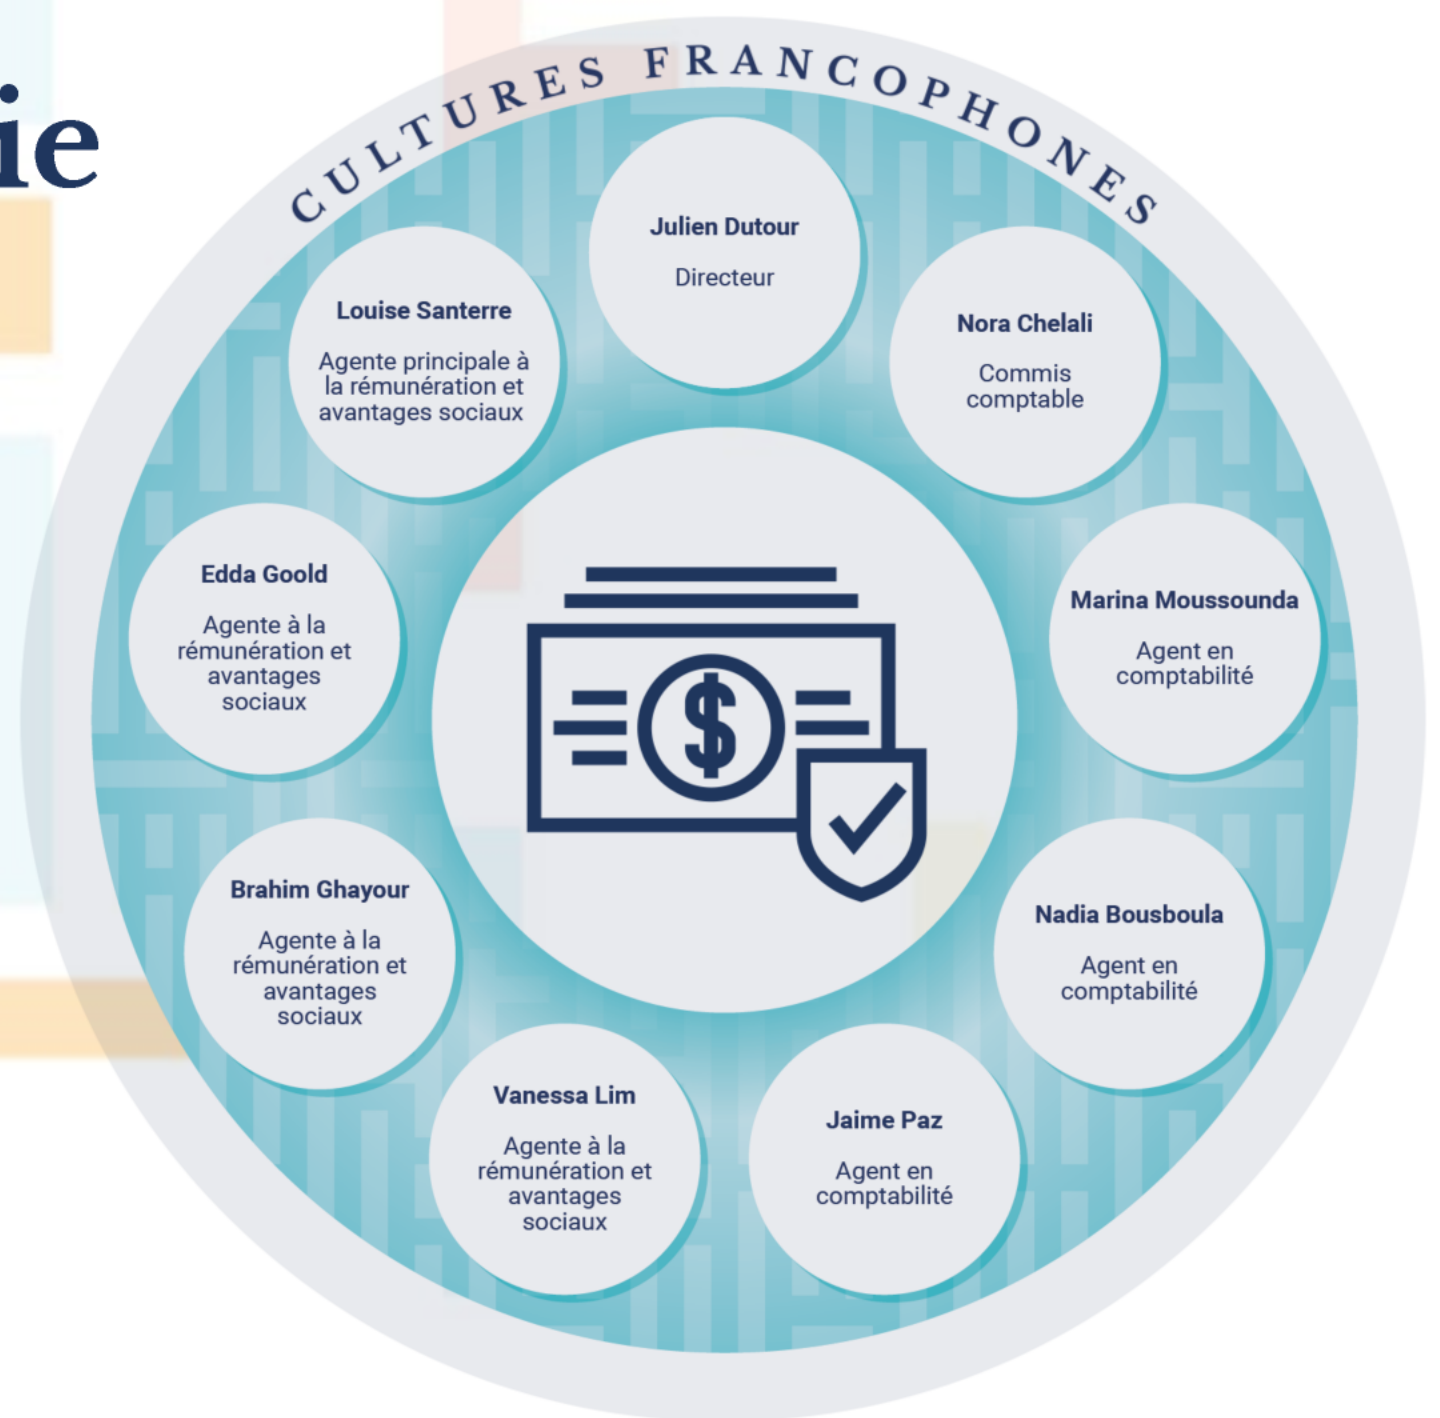 ie
CULTURES FRANCOPHONES
Julien Dutour
Directeur
Nora Chelali
Commis
comptable
Marina Moussounda
Agent en
comptabilité
Nadia Bousboula
Agent en
comptabilité
Jaime Paz
Agent en
comptabilité
Vanessa Lim
Agente à la
rémunération et
avantages
sociaux
Brahim Ghayour
Agente à la
rémunération et
avantages
sociaux
Edda Goold
Agente à la
rémunération et
avantages
sociaux
Louise Santerre
Agente principale à
la rémunération et
avantages sociaux
$